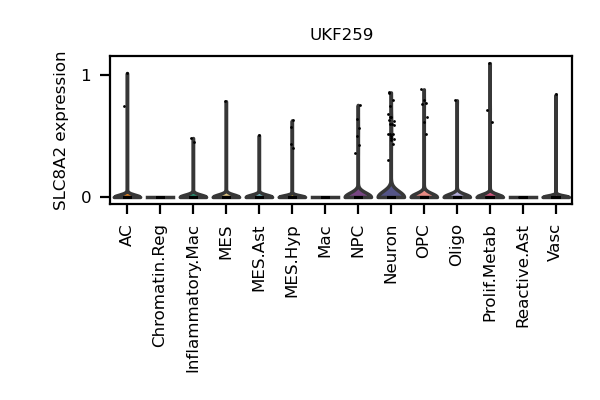 UKF259
SLC8A2 expression
1
0
AC
Chromatin.Reg
Inflammatory.Mac
MES
MES.Ast
MES.Hyp
Mac
NPC
Neuron
OPC
Oligo
Prolif.Metab
Reactive.Ast
Vasc